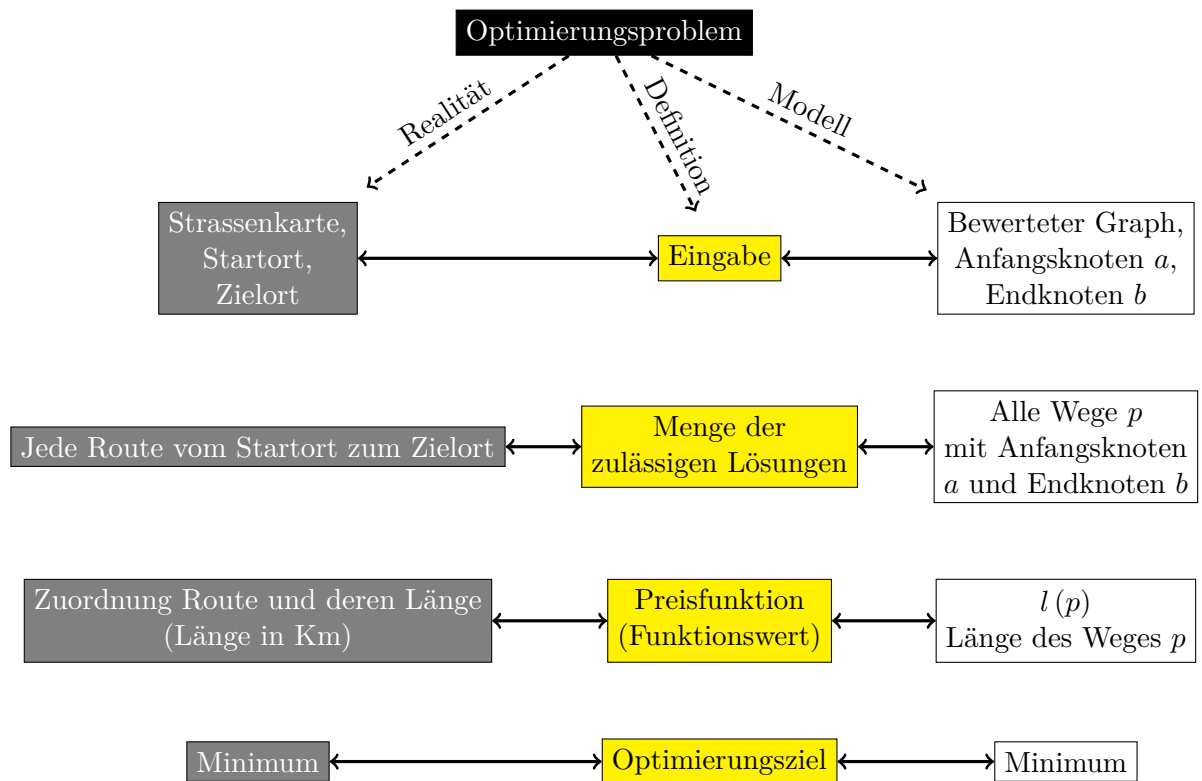 Optimierungsproblem
Realität
Definition
Modell
Strassenkarte,
Startort,
Zielort
Eingabe
Bewerteter Graph,
Anfangsknoten a,
Endknoten b
Jede Route vom Startort zum Zielort
Menge der
zulässigen Lösungen
Alle Wege p
mit Anfangsknoten
a und Endknoten b
Zuordnung Route und deren Länge
(Länge in Km)
Preisfunktion
(Funktionswert)
l (p)
Länge des Weges p
Minimum
Optimierungsziel
Minimum